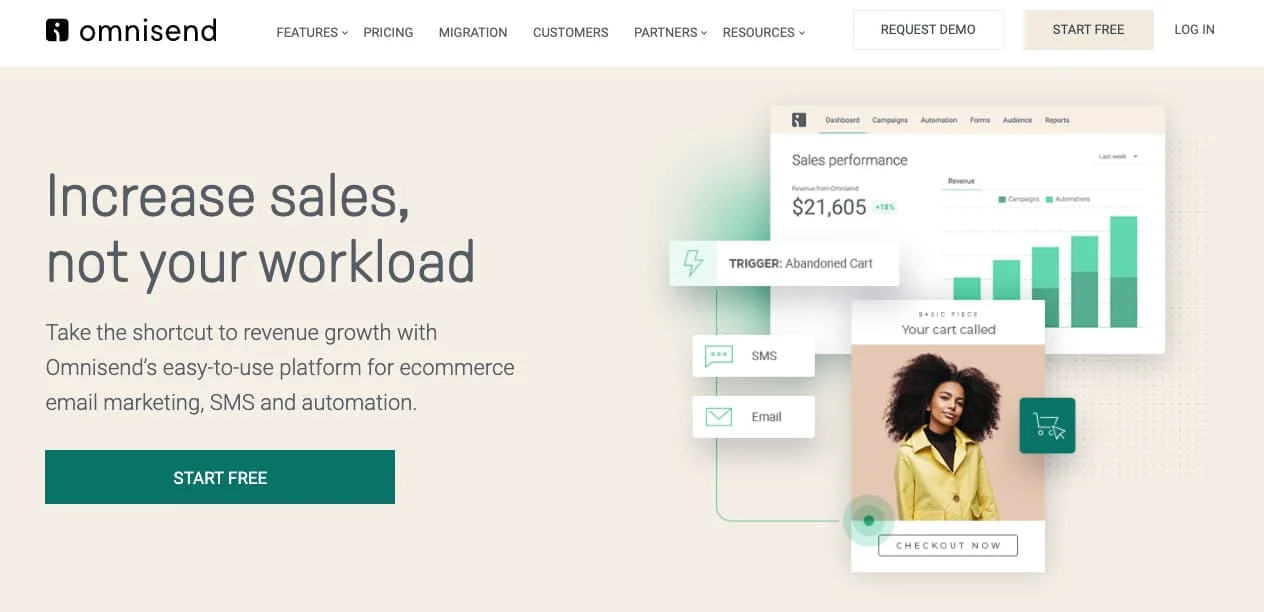 omnisend
FEATURES
PRICING
MIGRATION
CUSTOMERS
PARTNERS
RESOURCES
REQUEST DEMO
START FREE
LOG IN
Increase sales,
not your workload
Take the shortcut to revenue growth with
Omnisend’s easy-to-use platform for ecommerce
email marketing, SMS and automation.
START FREE
Dashboard
Campaigns
Automation
Forms
Audience
Reports
Sales performance
Last week
Revenue from Omnisend
$21,605 +18%
Revenue
Campaigns
Automations
TRIGGER: Abandoned Cart
SMS
Email
BASIC PIECE
Your cart called
CHECKOUT NOW